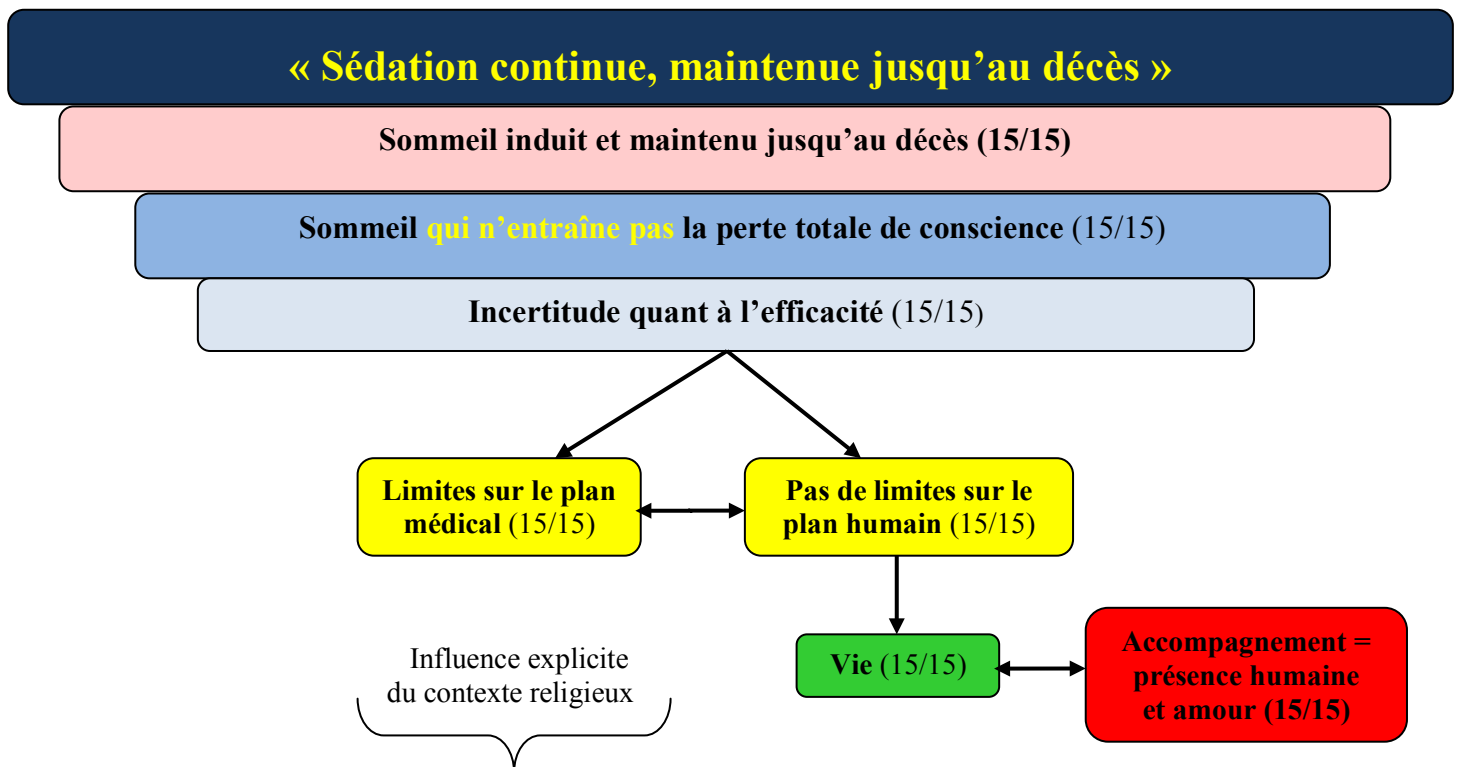 « Sédation continue, maintenue jusqu’au décès »
Sommeil induit et maintenu jusqu’au décès (15/15)
Sommeil qui n’entraîne pas la perte totale de conscience (15/15)
Incertitude quant à l’efficacité (15/15)
Limites sur le plan
médical (15/15)
Pas de limites sur le
plan humain (15/15)
Influence explicite
du contexte religieux
Vie (15/15)
Accompagnement =
présence humaine
et amour (15/15)